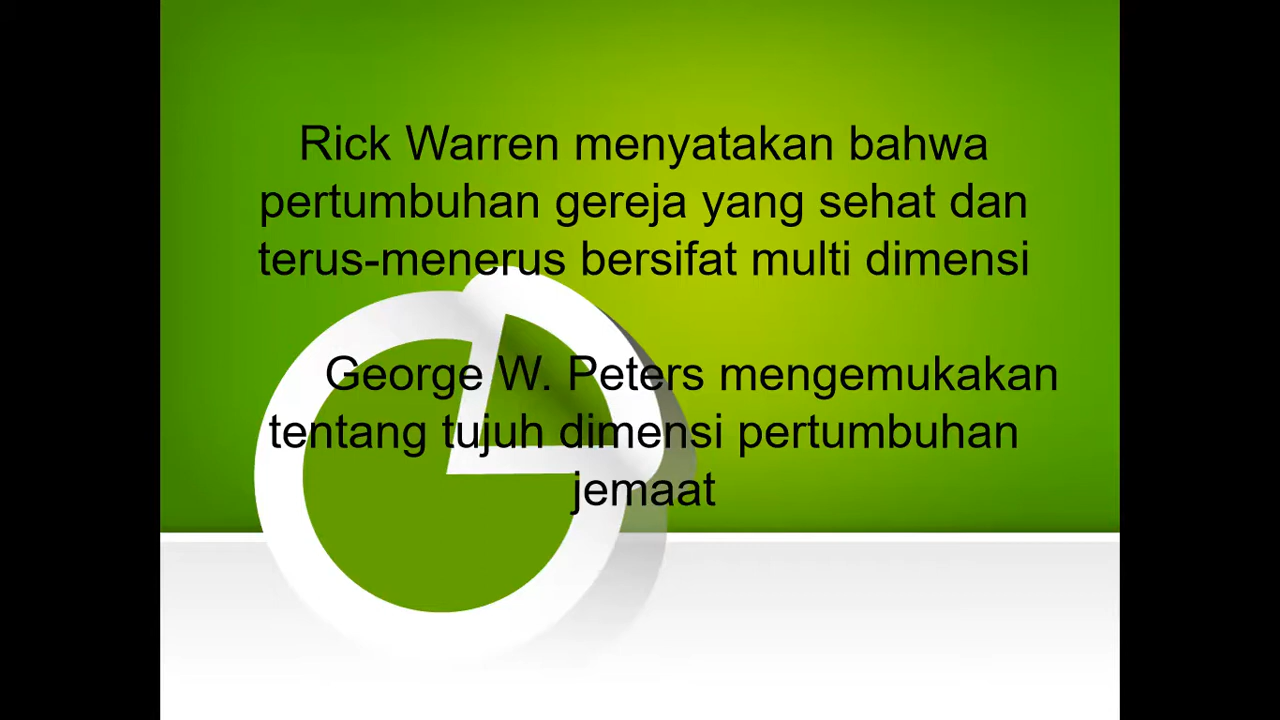 Rick Warren menyatakan bahwa
pertumbuhan gereja yang sehat dan
terus-menerus bersifat multi dimensi
George W. Peters mengemukakan
tentang tujuh dimensi pertumbuhan
jemaat